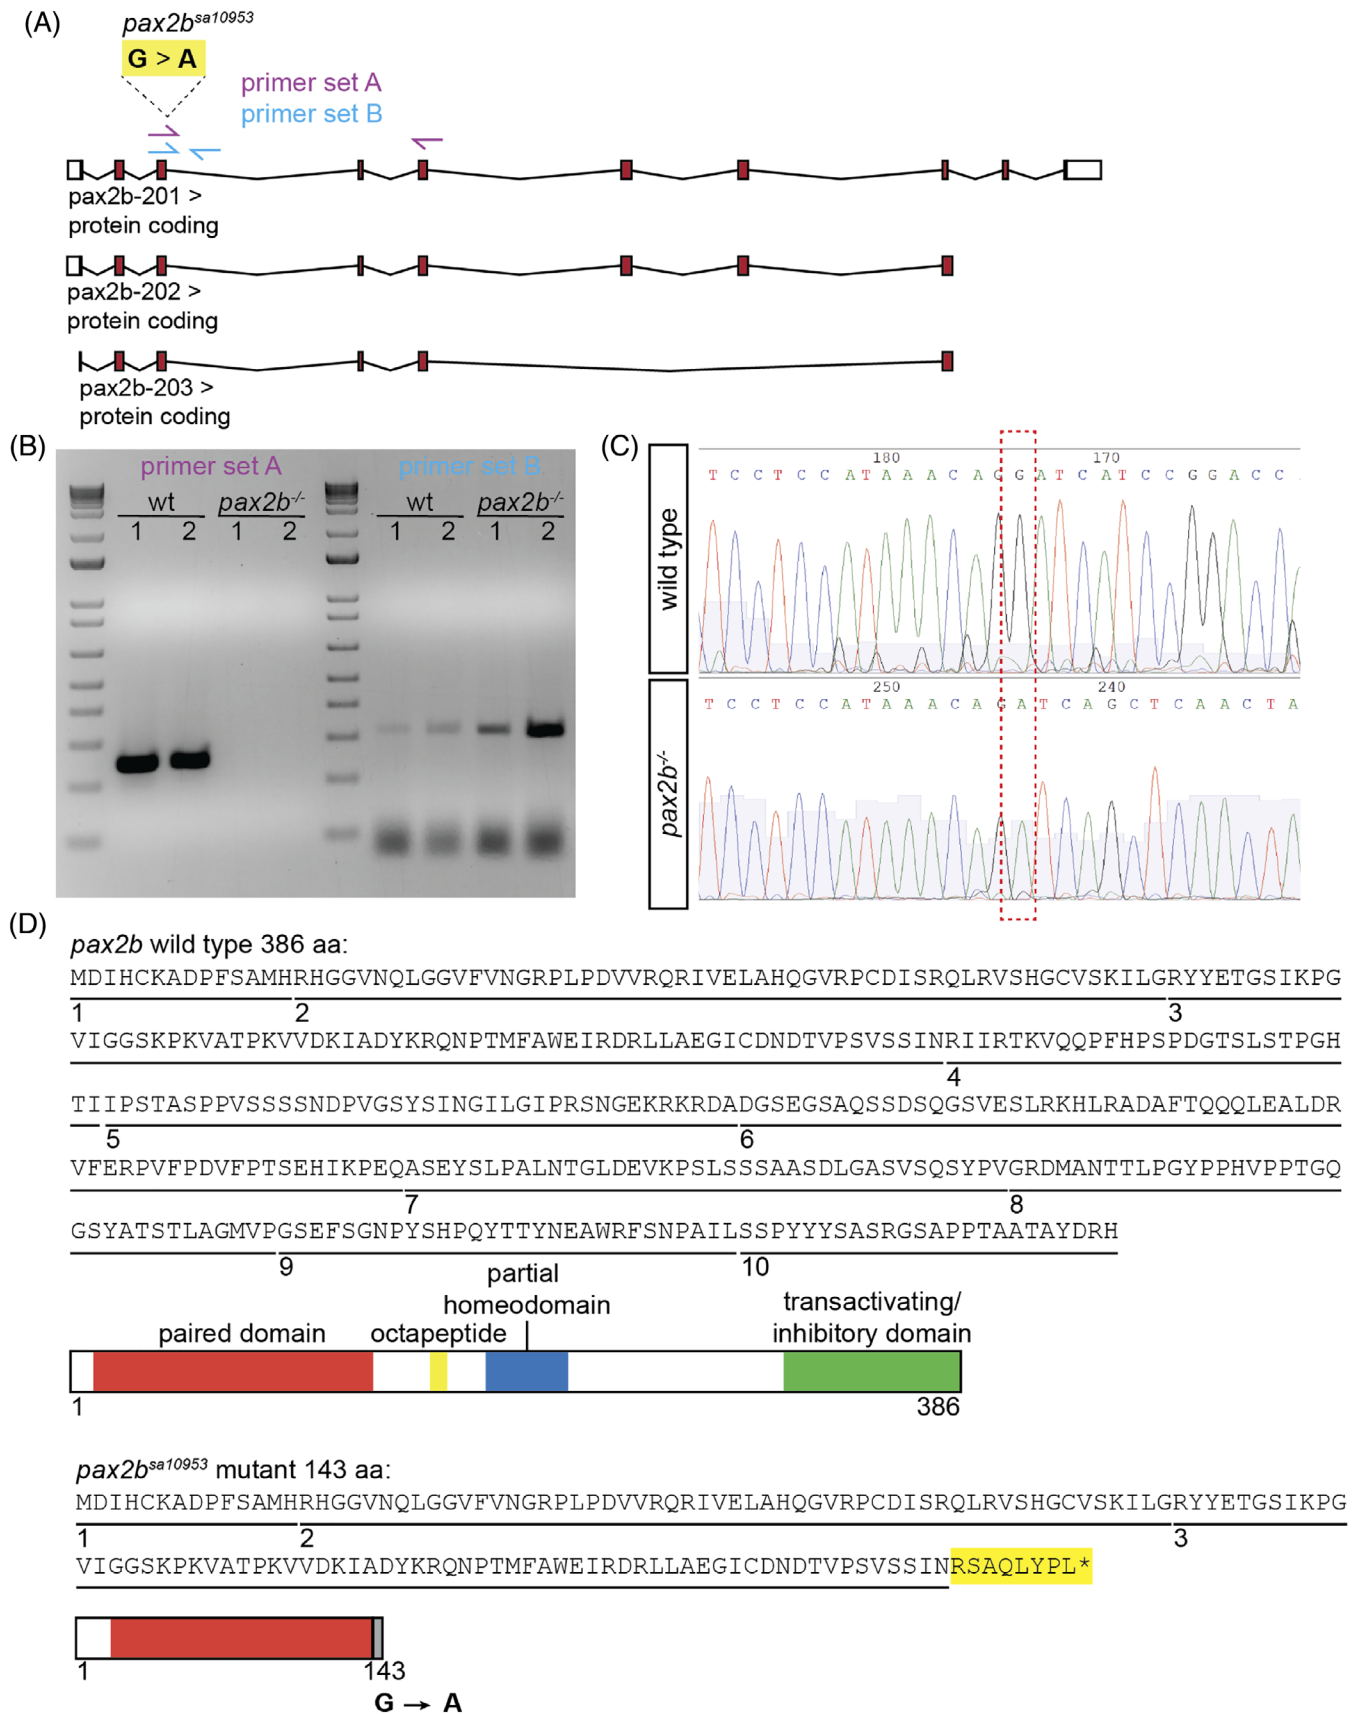 (A)
pax2b^sa10953
G > A
primer set A
primer set B
pax2b-201 >
protein coding
pax2b-202 >
protein coding
pax2b-203 >
protein coding
(B)
primer set A
primer set B
wt
pax2b-/-
wt
pax2b-/-
1 2 1 2
1 2 1 2
(C)
wild type
180 170
T C C T C C A T A A A C A G G A T C A T C C G G A C C
pax2b-/-
250 240
T C C T C C A T A A A C A G A T C A G C T C A A C T A
(D)
pax2b wild type 386 aa:
MDIHCKADPFSAMHRHGGVNQLGGVFVNGRPLPDVVRQRIVELAHQGVRPCDISRQLRVSHGCVSKILGRYYETGSIKPG
1 2 3
VIGGSKPKVATPKVVDKIADYKRQNPTMFAWEIRDRLLAEGICDNDTVPSVSSINRIIRTKVQQPFHPSPDGTSLSTPGH
4
TIIPSTASPPVSSSSNDPVGSYSINGILGIPRSNGEKRKRDADGSEGSAQSSDSQGSVESLRKHLRADAFTQQQLEALDR
5 6
VFERPVFPDVFPTSEHIKPEQASEYSLPALNTGLDEVKPSLSSSAASDLGASVSQSYPVGRDMANTTLPGYPPHVPPTGQ
7 8
GSYATSTLAGMVPGSEFSGNPYSHPQYTTYNEAWRFSNPAILSSPYYYSASRGSAPPTAATAYDRH
9 10
partial
homeodomain
transactivating/
inhibitory domain
paired domain
octapeptide
1 386
pax2b^sa10953 mutant 143 aa:
MDIHCKADPFSAMHRHGGVNQLGGVFVNGRPLPDVVRQRIVELAHQGVRPCDISRQLRVSHGCVSKILGRYYETGSIKPG
1 2 3
VIGGSKPKVATPKVVDKIADYKRQNPTMFAWEIRDRLLAEGICDNDTVPSVSSINRSAQLYPL*
1 143
G → A